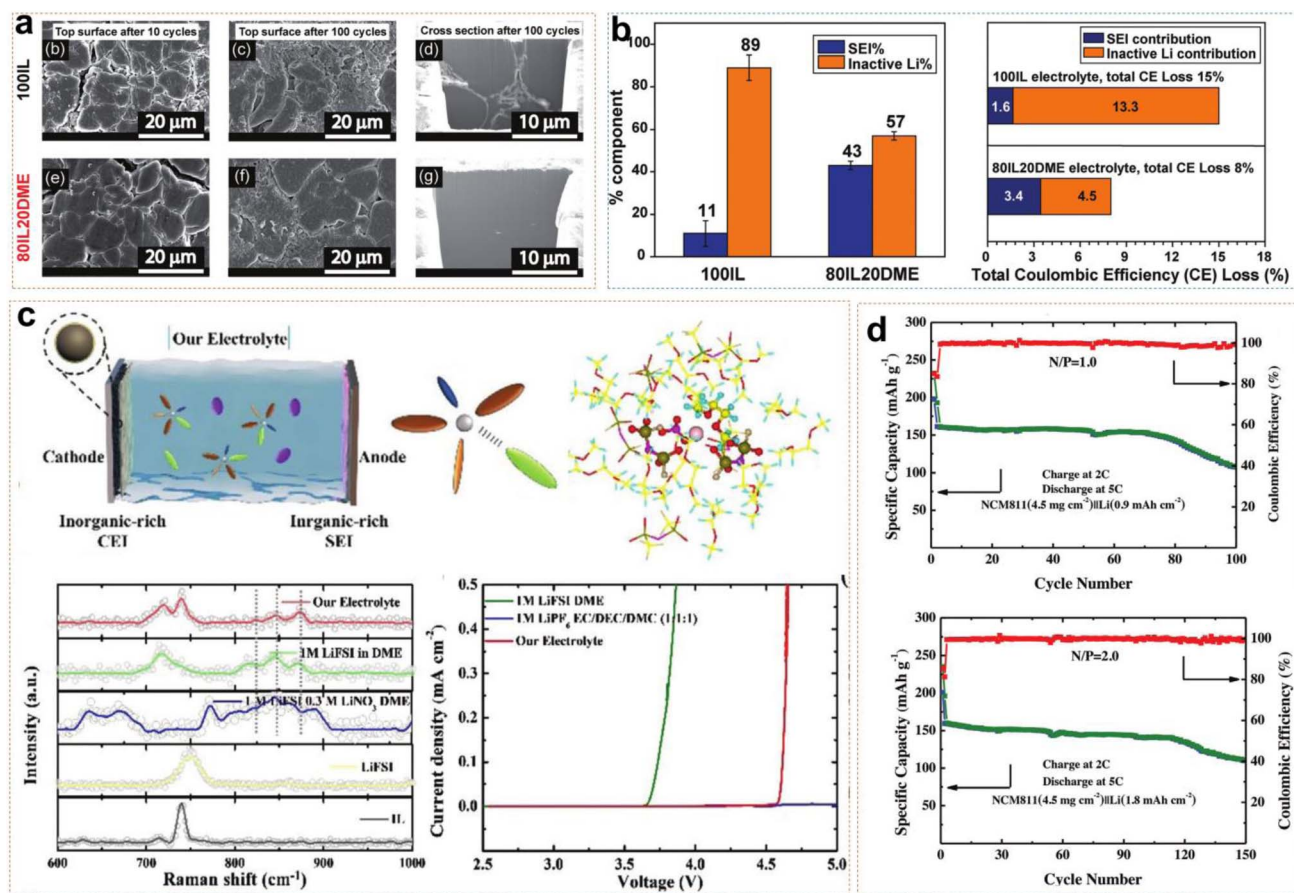 a
100IL
80IL20DME
(b)
Top surface after 10 cycles
20 µm
(c)
Top surface after 100 cycles
20 µm
(d)
Cross section after 100 cycles
10 µm
(e)
20 µm
(f)
20 µm
(g)
10 µm
b
% component
100
80
60
40
20
0
SEI%
Inactive Li%
11
89
43
57
100IL
80IL20DME
SEI contribution
Inactive Li contribution
100IL electrolyte, total CE Loss 15%
1.6
13.3
80IL20DME electrolyte, total CE Loss 8%
3.4
4.5
0 2 4 6 8 10 12 14 16 18
Total Coulombic Efficiency (CE) Loss (%)
c
Our Electrolyte
Cathode
Anode
Inorganic-rich
CEI
Inrganic-rich
SEI
Intensity (a.u.)
Our Electrolyte
1M LiFSI in DME
1 M LiFSI 0.3 M LiNO3 DME
LiFSI
IL
600 700 800 900 1000
Raman shift (cm-1)
Current density (mA cm-2)
0.5
0.4
0.3
0.2
0.1
0.0
1M LiFSI DME
1M LiPF6 EC/DEC/DMC (1:1:1)
Our Electrolyte
2.5 3.0 3.5 4.0 4.5 5.0
Voltage (V)
d
Specific Capacity (mAh g-1)
300
250
200
150
100
50
0
N/P=1.0
Charge at 2C
Discharge at 5C
NCM811(4.5 mg cm-2)||Li(0.9 mAh cm-2)
100
80
60
40
20
Coulombic Efficiency (%)
0 20 40 60 80 100
Cycle Number
Specific Capacity (mAh g-1)
300
250
200
150
100
50
0
N/P=2.0
Charge at 2C
Discharge at 5C
NCM811(4.5 mg cm-2)||Li(1.8 mAh cm-2)
100
80
60
40
20
Coulombic Efficiency (%)
0 30 60 90 120 150
Cycle Number